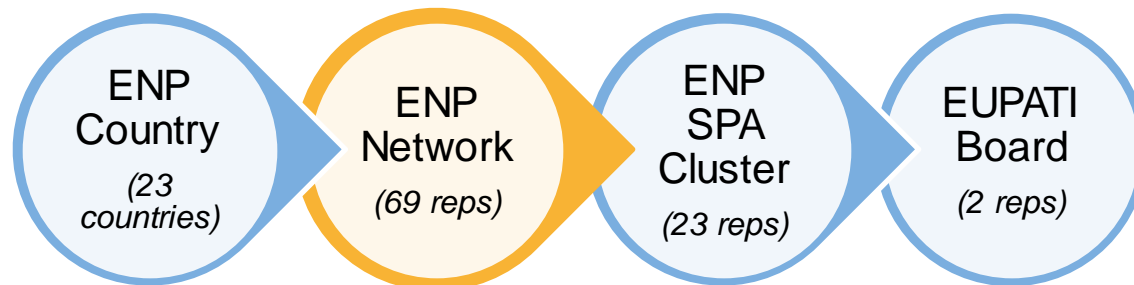 ENP
Country
(23
countries)
ENP
Network
(69 reps)
ENP
SPA
Cluster
(23 reps)
EUPATI
Board
(2 reps)